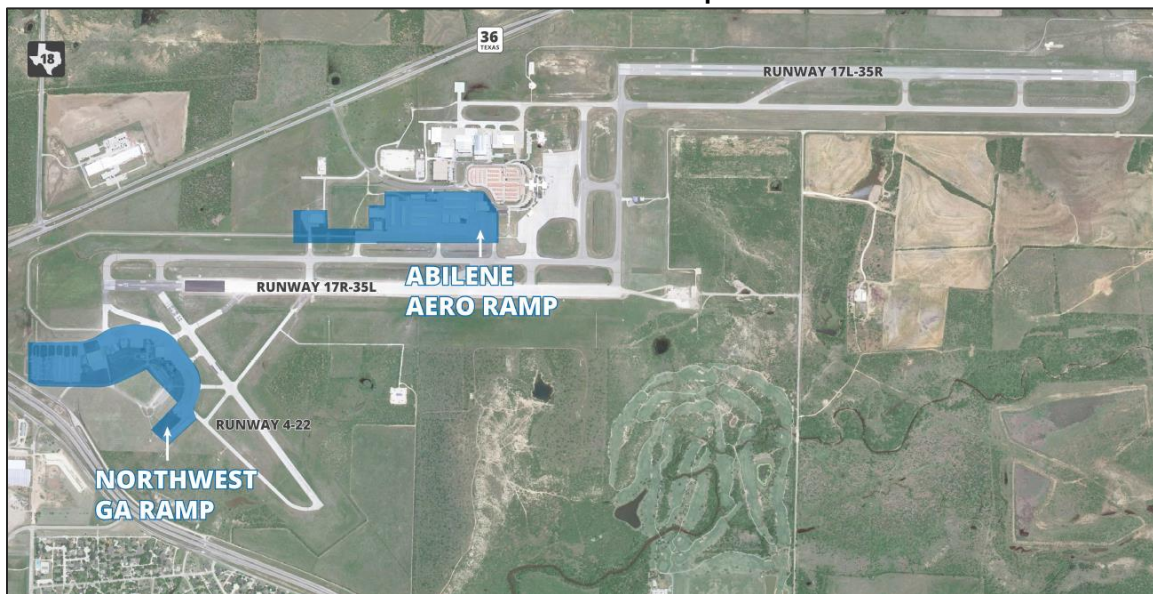 18
36
TEXAS
RUNWAY 17L-35R
RUNWAY 17R-35L
ABILENE
AERO RAMP
RUNWAY 4-22
NORTHWEST
GA RAMP